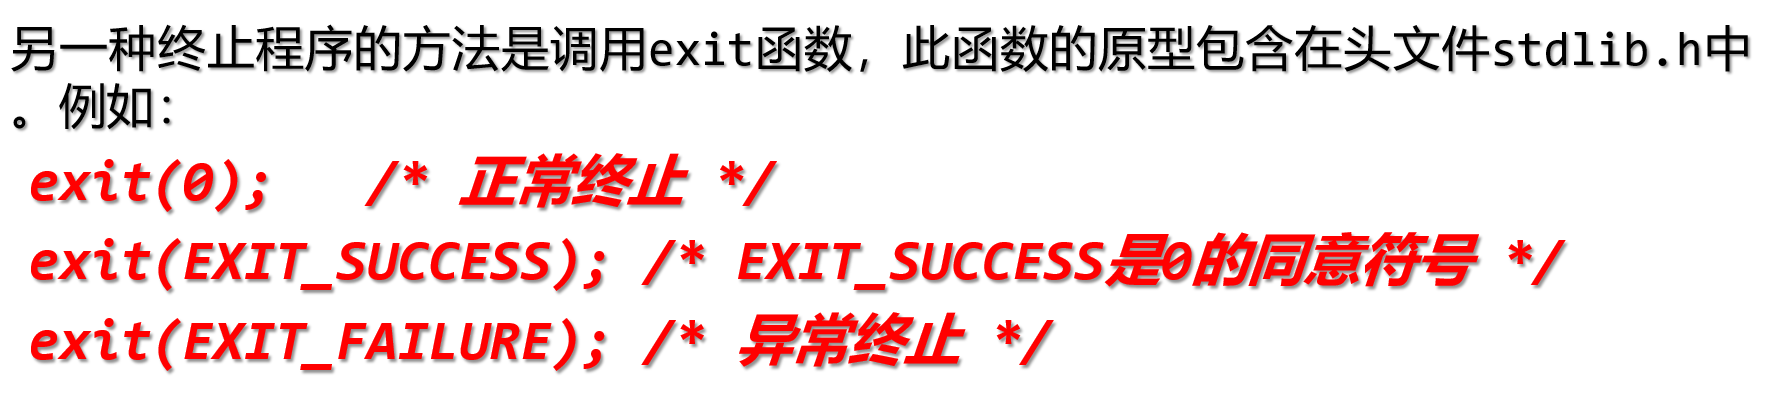 另一种终止程序的方法是调用exit函数，此函数的原型包含在头文件stdlib.h中
。例如：
exit(0);   /* 正常终止 */
exit(EXIT_SUCCESS); /* EXIT_SUCCESS是0的同意符号 */
exit(EXIT_FAILURE); /* 异常终止 */